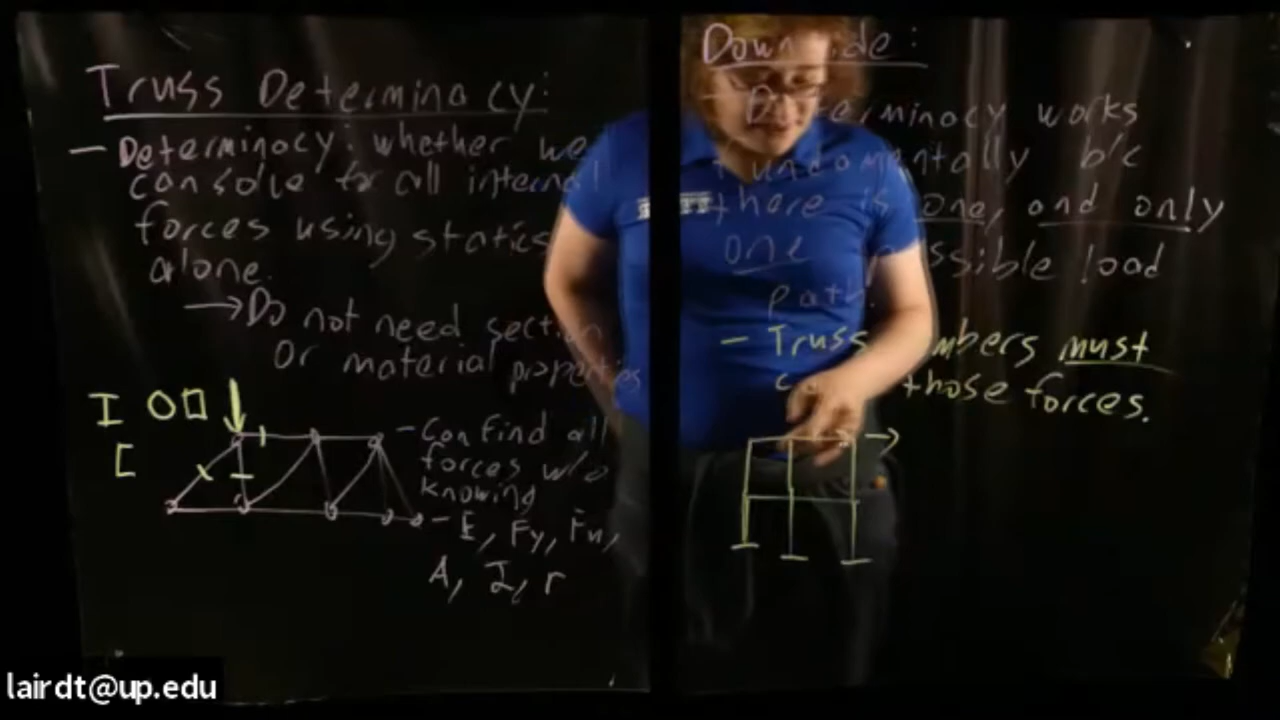 Truss Determinacy:
- Determinacy: whether we
can solve for all internal
forces using statics
alone.
→ Do not need
or material properties
I O □
[
- Can find all
forces w/o
knowing
- E, Fy, Fu,
A, I, r
Downside:
- Determinacy works
fundamentally b/c
there is one, and only
one possible load
path.
- Truss members must
those forces.
lairdt@up.edu